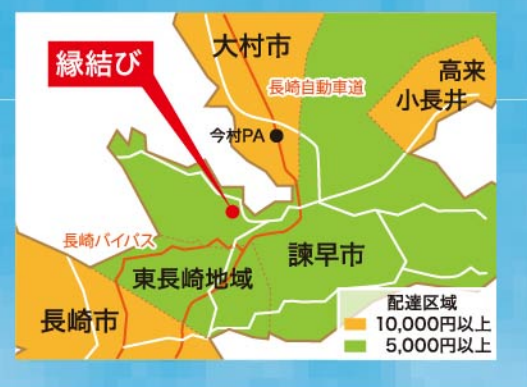 大村市
縁結び
高来
小長井
長崎自動車道
今村PA
長崎バイパス
諫早市
東長崎地域
長崎市
配達区域
10,000円以上
5,000円以上